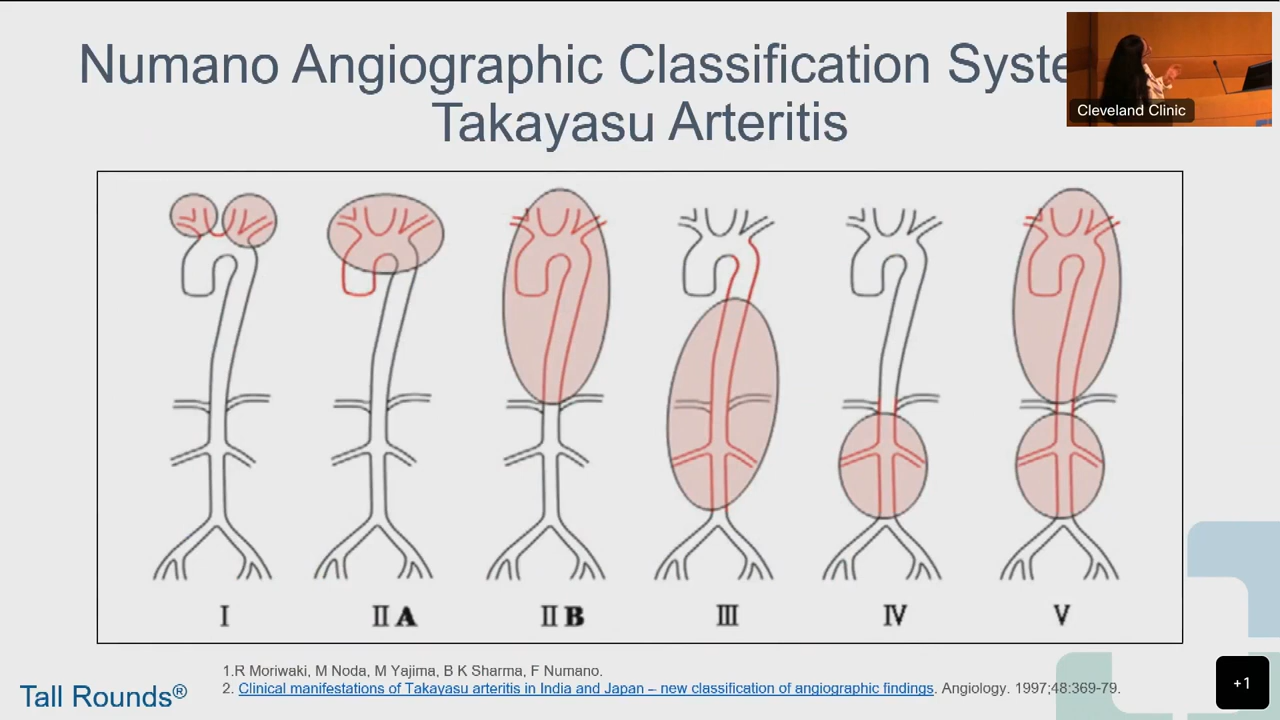 Numano Angiographic Classification Syste
Takayasu Arteritis
Cleveland Clinic
I
II A
II B
III
IV
V
1.R Moriwaki, M Noda, M Yajima, B K Sharma, F Numano.
2. Clinical manifestations of Takayasu arteritis in India and Japan – new classification of angiographic findings. Angiology. 1997;48:369-79.
Tall Rounds®
+1